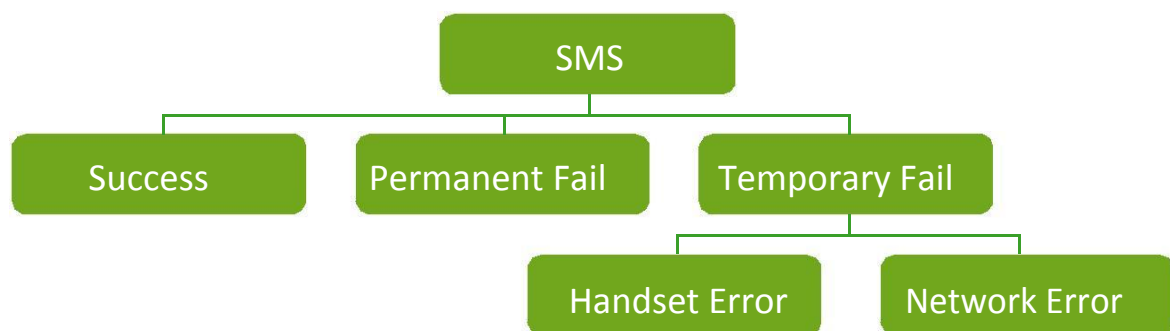 SMS
Success
Permanent Fail
Temporary Fail
Handset Error
Network Error